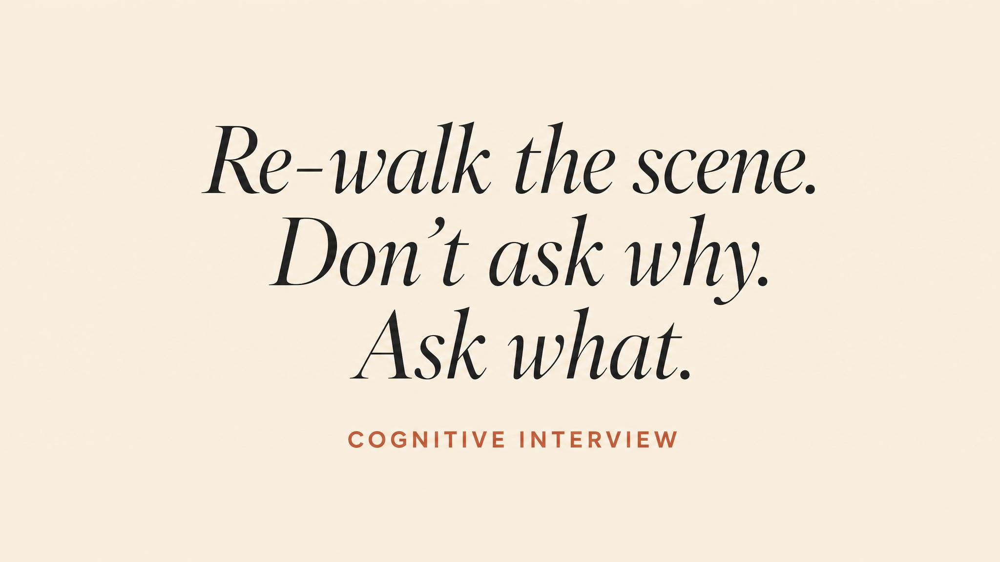 Re-walk the scene.
Don’t ask why.
Ask what.
COGNITIVE INTERVIEW